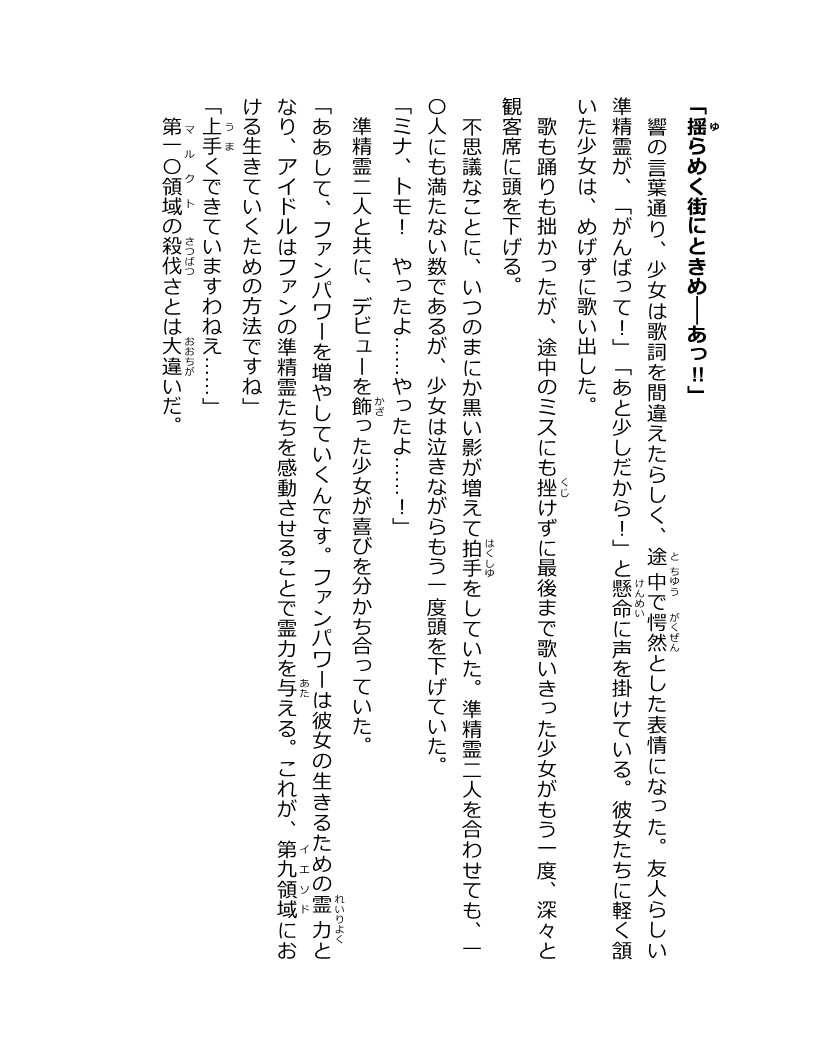 「揺らめく街にときめ――あっ!!」
　響の言葉通り、少女は歌詞を間違えたらしく、途中で愕然とした表情になった。友人らしい
準精霊が、「がんばって！」「あと少しだから！」と懸命に声を掛けている。彼女たちに軽く頷
いた少女は、めげずに歌い出した。
　歌も踊りも拙かったが、途中のミスにも挫けずに最後まで歌いきった少女がもう一度、深々と
観客席に頭を下げる。
　不思議なことに、いつのまにか黒い影が増えて拍手をしていた。準精霊二人を合わせても、一
〇人にも満たない数であるが、少女は泣きながらもう一度頭を下げていた。
「ミナ、トモ！　やったよ……やったよ……！」
　準精霊二人と共に、デビューを飾った少女が喜びを分かち合っていた。
「ああして、ファンパワーを増やしていくんです。ファンパワーは彼女の生きるための霊力と
なり、アイドルはファンの準精霊たちを感動させることで霊力を与える。これが、第九領域にお
ける生きていくための方法ですね」
「上手くできていますわねえ……」
　第一〇領域の殺伐さとは大違いだ。